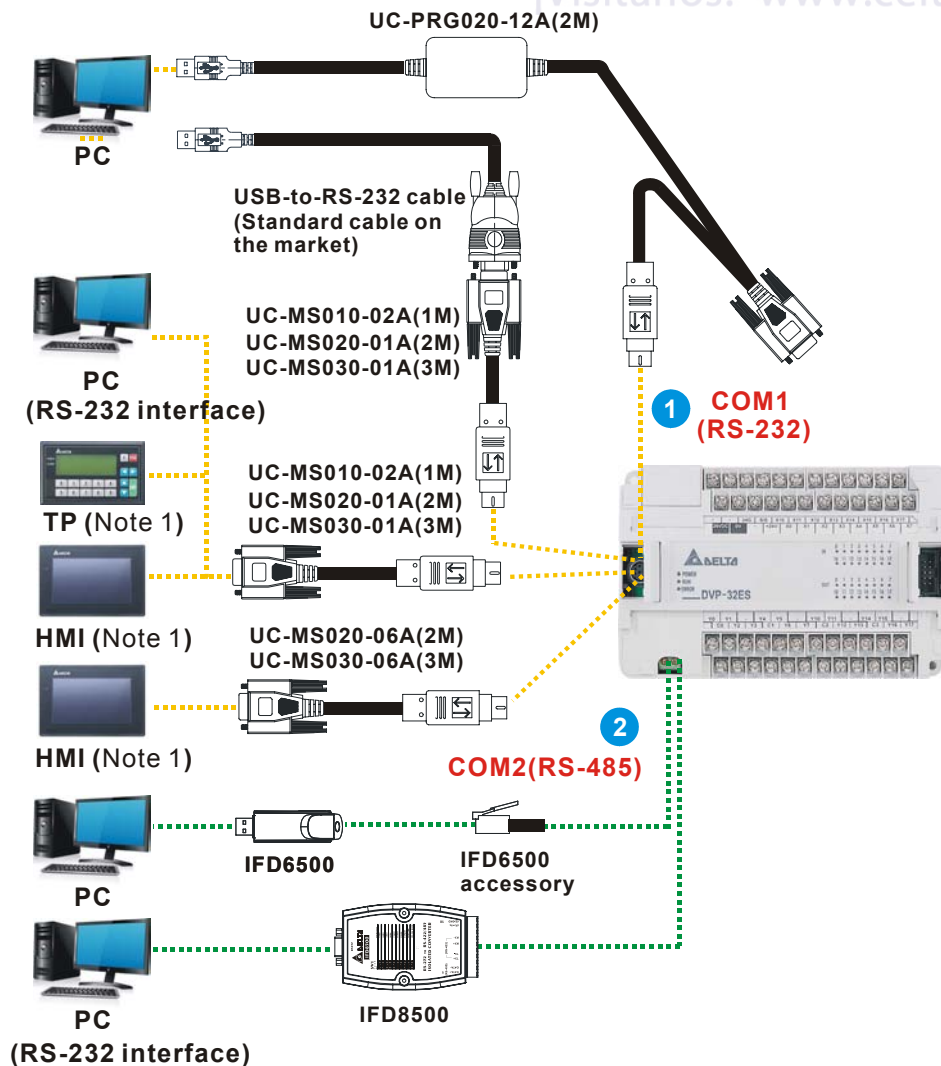 UC-PRG020-12A(2M)
PC
USB-to-RS-232 cable
(Standard cable on
the market)
UC-MS010-02A(1M)
UC-MS020-01A(2M)
UC-MS030-01A(3M)
PC
(RS-232 interface)
1
COM1
(RS-232)
TP (Note 1)
UC-MS010-02A(1M)
UC-MS020-01A(2M)
UC-MS030-01A(3M)
HMI (Note 1)
UC-MS020-06A(2M)
UC-MS030-06A(3M)
HMI (Note 1)
DELTA
POWER
RUN
ERROR
DVP-32ES
2
COM2(RS-485)
PC
IFD6500
IFD6500
accessory
PC
(RS-232 interface)
DELTA
IFD8500